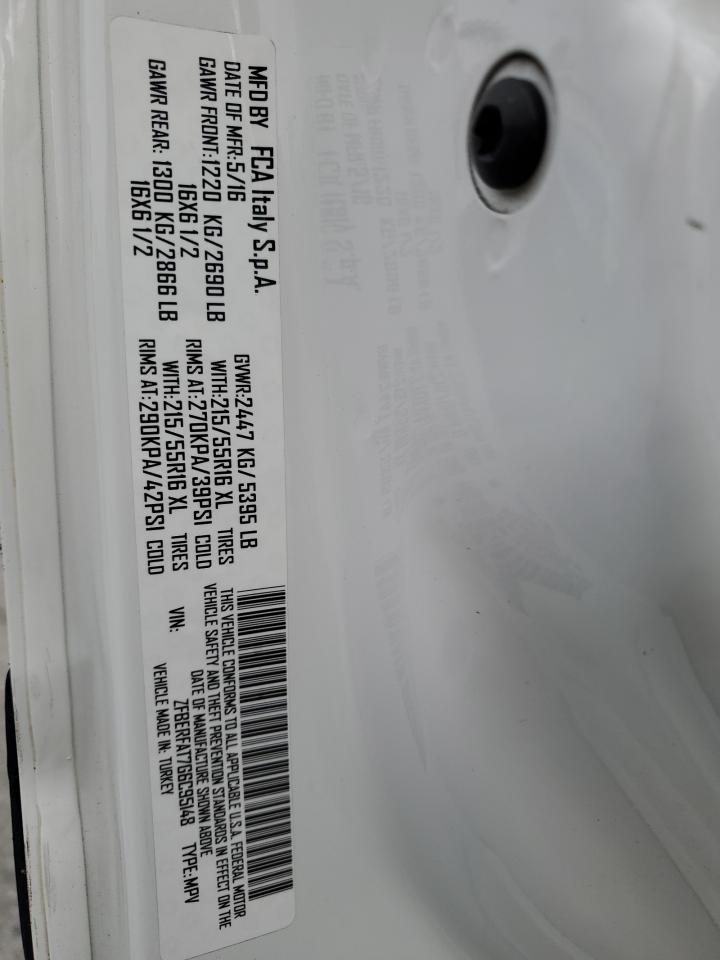 MFD BY FCA Italy S.p.A.
DATE OF MFR:5/16 GVWR:2447 KG/5395 LB
GAWR FRONT:1220 KG/2690 LB WITH:215/55R16 XL TIRES
16X6 1/2 RIMS AT:270KPA/39PSI COLD
GAWR REAR: 1300 KG/2866 LB WITH:215/55R16 XL TIRES
16X6 1/2 RIMS AT:290KPA/42PSI COLD
THIS VEHICLE CONFORMS TO ALL APPLICABLE U.S.A. FEDERAL MOTOR
VEHICLE SAFETY AND THEFT PREVENTION STANDARDS IN EFFECT ON THE
DATE OF MANUFACTURE SHOWN ABOVE
VIN: ZFBERFAT7G6C95148 TYPE:MPV
VEHICLE MADE IN: TURKEY